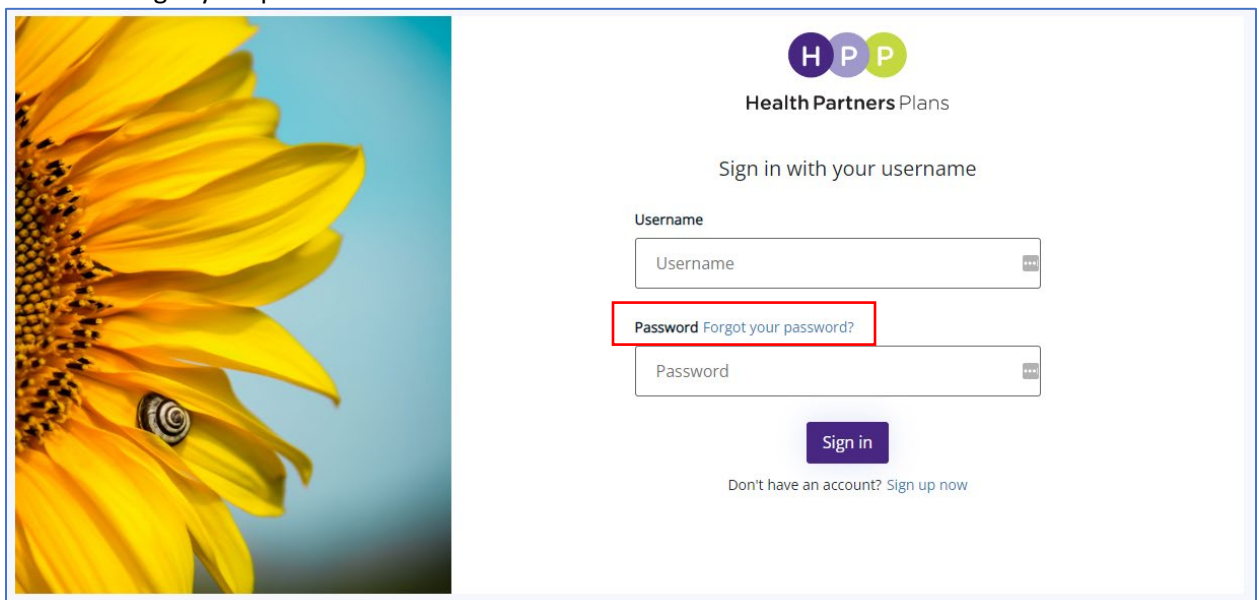 H P P
Health Partners Plans
Sign in with your username
Username
Username
Password Forgot your password?
Password
Sign in
Don't have an account? Sign up now